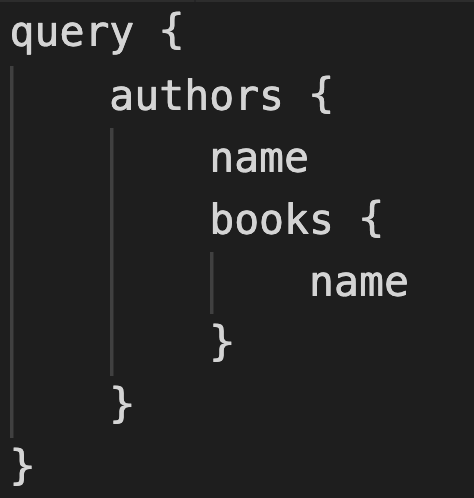 query {
    authors {
        name
        books {
            name
        }
    }
}